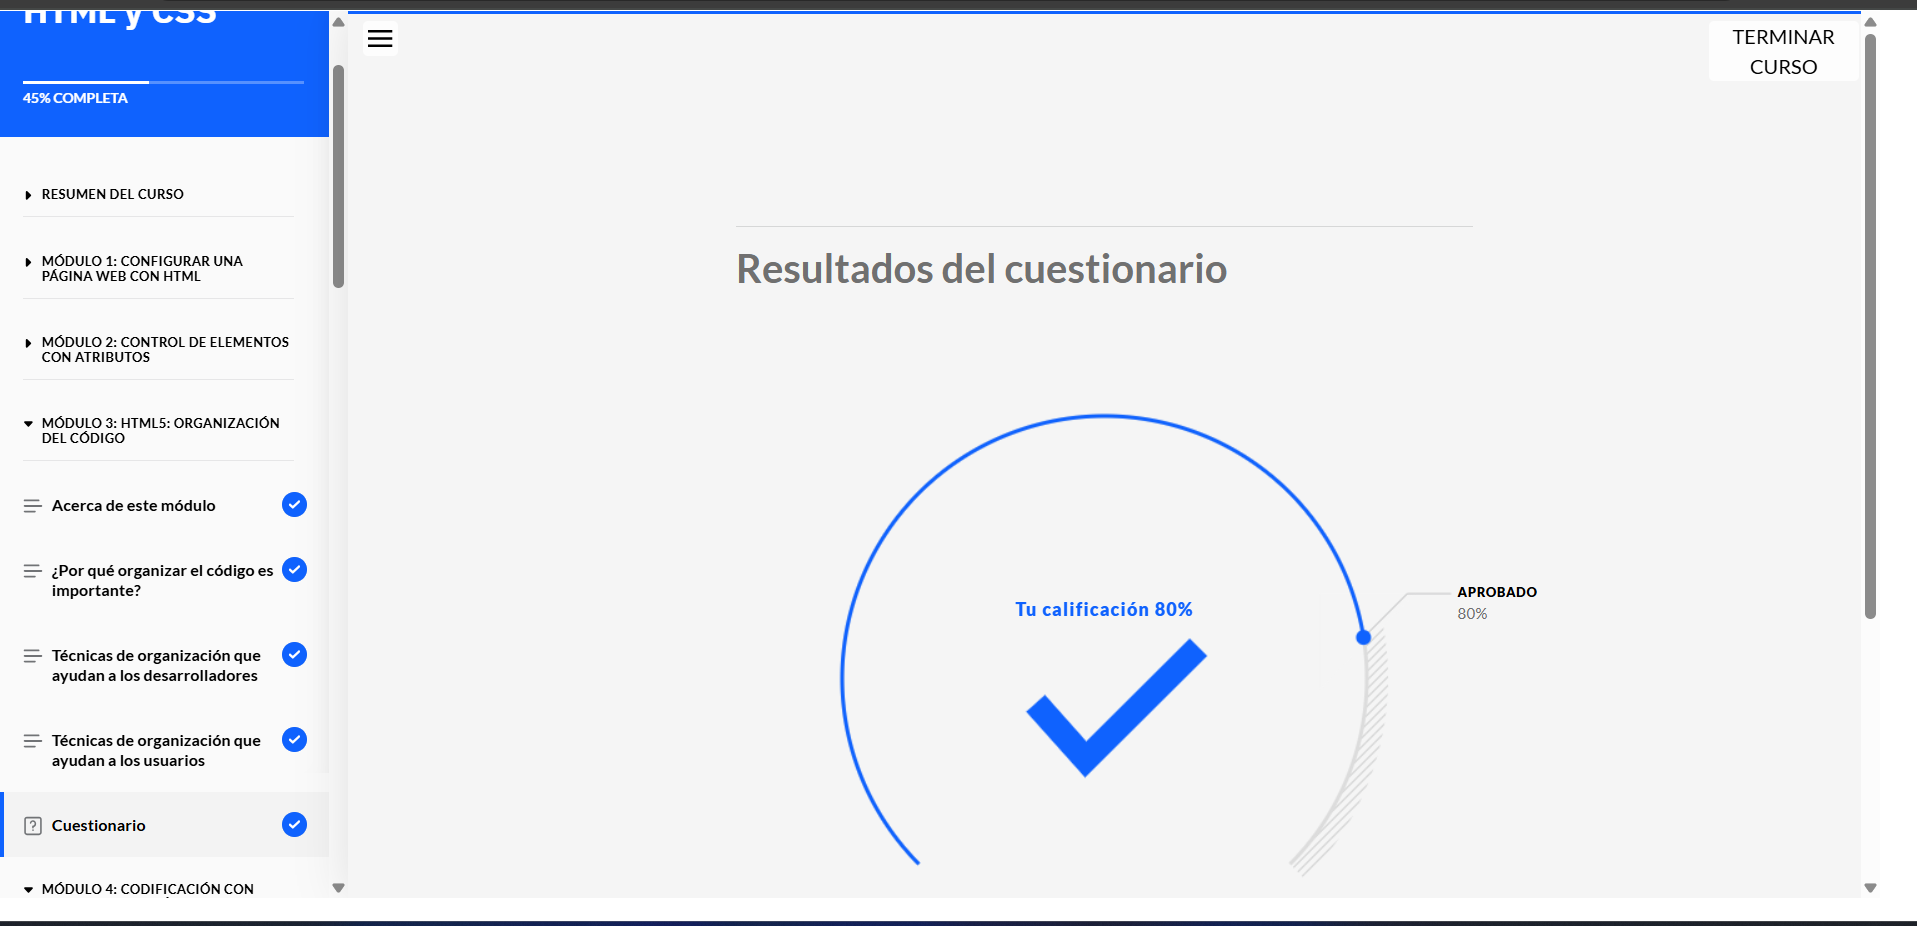 HTML y CSS
45% COMPLETA
RESUMEN DEL CURSO
MÓDULO 1: CONFIGURAR UNA
PÁGINA WEB CON HTML
MÓDULO 2: CONTROL DE ELEMENTOS
CON ATRIBUTOS
MÓDULO 3: HTML5: ORGANIZACIÓN
DEL CÓDIGO
Acerca de este módulo
¿Por qué organizar el código es
importante?
Técnicas de organización que
ayudan a los desarrolladores
Técnicas de organización que
ayudan a los usuarios
Cuestionario
MÓDULO 4: CODIFICACIÓN CON
TERMINAR
CURSO
Resultados del cuestionario
Tu calificación 80%
APROBADO
80%